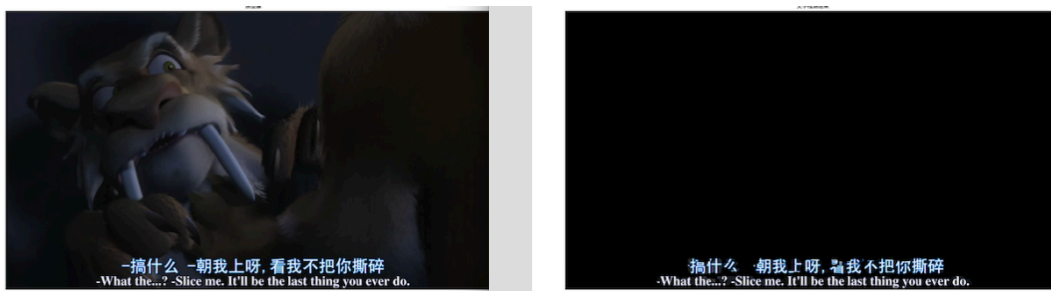 -搞什么 -朝我上呀,看我不把你撕碎
-What the...? -Slice me. It'll be the last thing you ever do.
搞什么 朝我上呀,看我不把你撕碎
-What the...? -Slice me. It'll be the last thing you ever do.